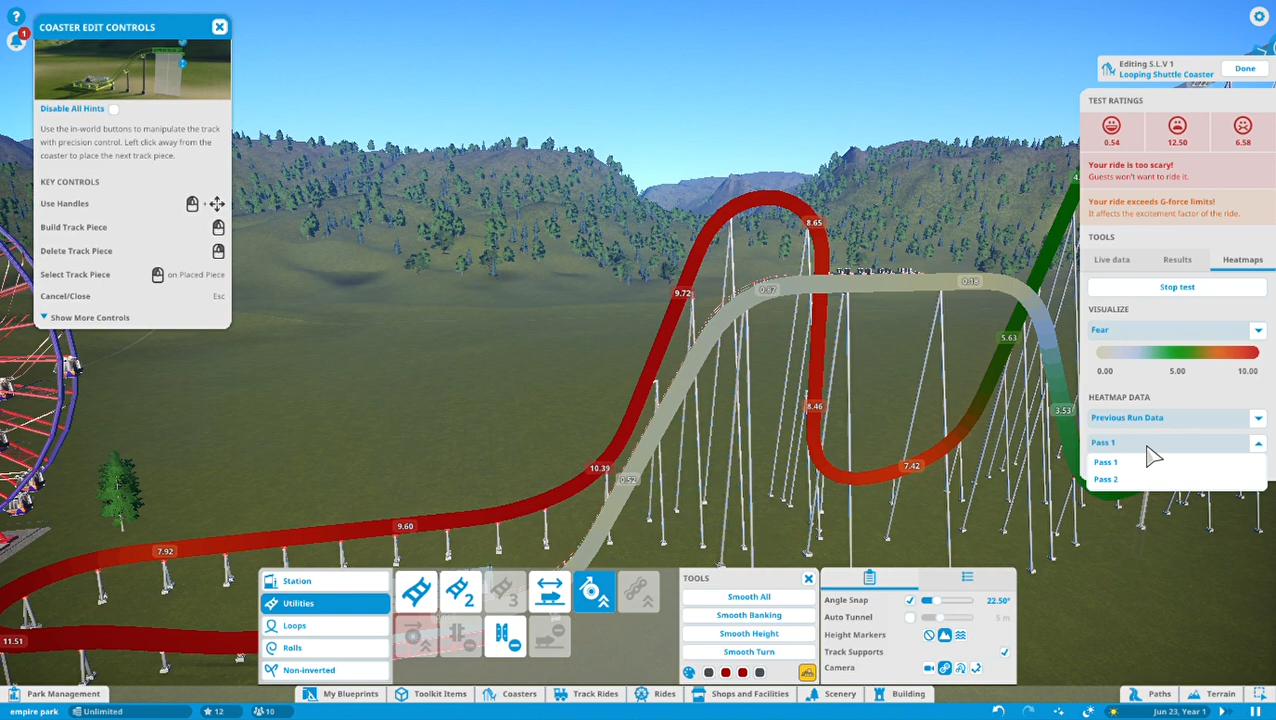 ?
1
COASTER EDIT CONTROLS
Disable All Hints
Use the in-world buttons to manipulate the track
with precision control. Left click away from the
coaster to place the next track piece.
KEY CONTROLS
Use Handles
+
Build Track Piece
Delete Track Piece
Select Track Piece
on Placed Piece
Cancel/Close
Esc
Show More Controls
Editing S.L.V 1
Looping Shuttle Coaster
Done
TEST RATINGS
0.54
12.50
6.58
Your ride is too scary!
Guests won't want to ride it.
Your ride exceeds G-force limits!
It affects the excitement factor of the ride.
TOOLS
Live data
Results
Heatmaps
Stop test
VISUALIZE
Fear
0.00
5.00
10.00
HEATMAP DATA
Previous Run Data
Pass 1
Pass 1
Pass 2
8.65
9.72
0.18
5.63
8.46
3.53
7.42
10.39
0.52
9.60
7.92
11.51
Station
Utilities
Loops
Rolls
Non-inverted
2
3
TOOLS
Smooth All
Smooth Banking
Smooth Height
Smooth Turn
Angle Snap
22.50°
Auto Tunnel
5 m
Height Markers
Track Supports
Camera
Park Management
My Blueprints
Toolkit Items
Coasters
Track Rides
Rides
Shops and Facilities
Scenery
Building
Paths
Terrain
empire park
Unlimited
12
10
Jun 23, Year 1